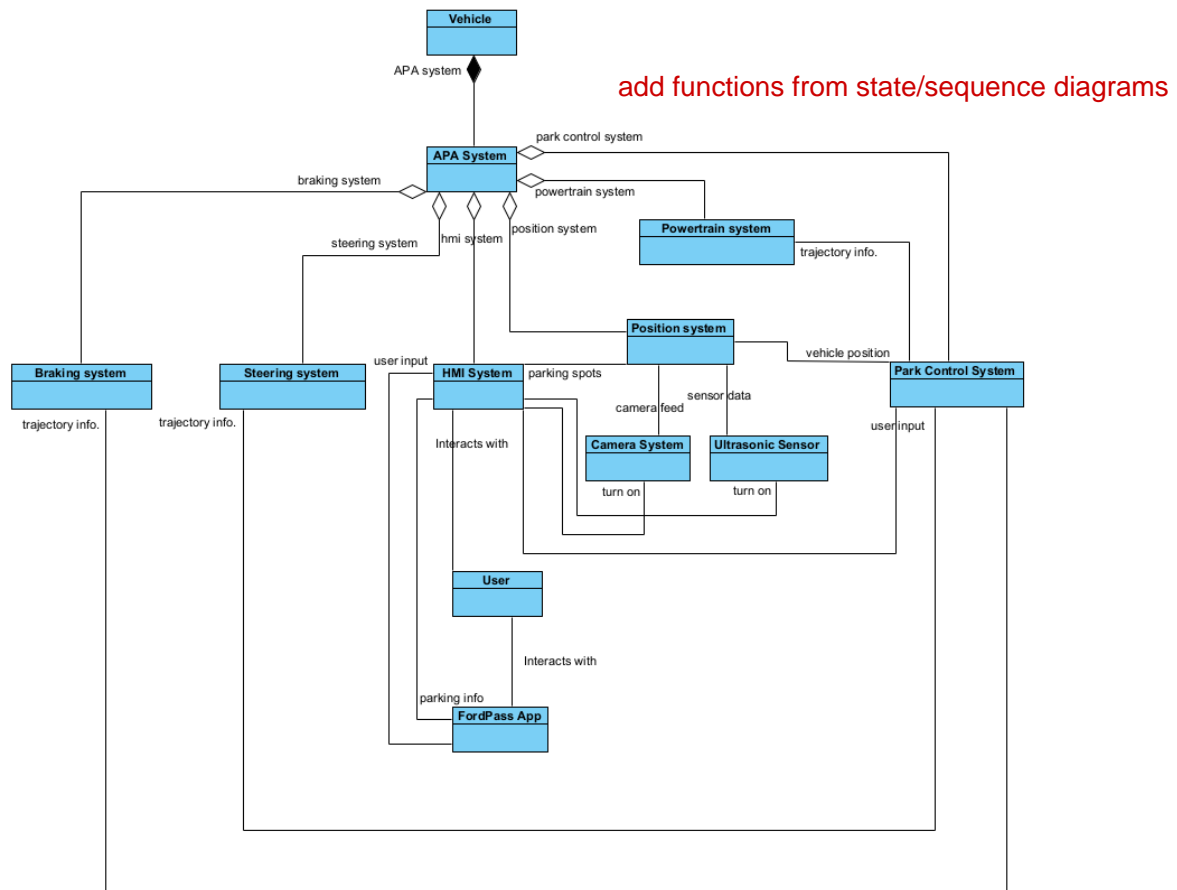 Vehicle
APA system
add functions from state/sequence diagrams
park control system
APA System
braking system
powertrain system
steering system
hmi system
position system
Powertrain system
trajectory info.
Position system
vehicle position
user input
Braking system
Steering system
HMI System
parking spots
Park Control System
camera feed
sensor data
trajectory info.
trajectory info.
Interacts with
Camera System
Ultrasonic Sensor
user input
turn on
turn on
User
Interacts with
parking info
FordPass App